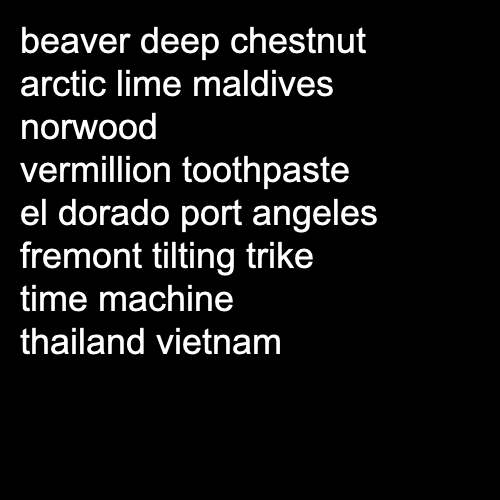 beaver deep chestnut
arctic lime maldives
norwood
vermillion toothpaste
el dorado port angeles
fremont tilting trike
time machine
thailand vietnam